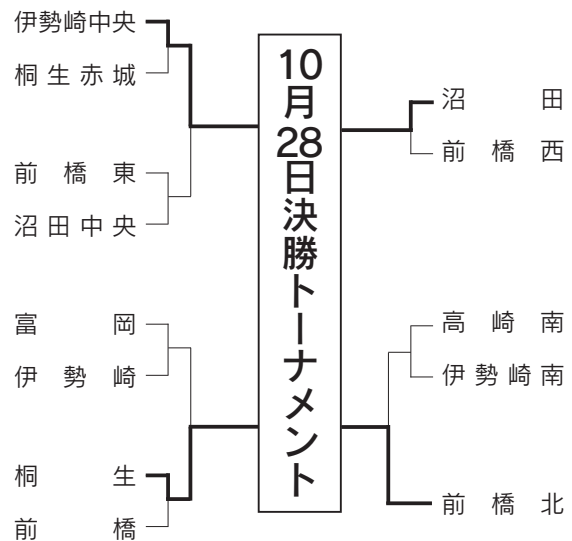 伊勢崎中央
桐生赤城
前橋東
沼田中央
富岡
伊勢崎
桐生
前橋
10月28日決勝トーナメント
沼田
前橋西
高崎南
伊勢崎南
前橋北